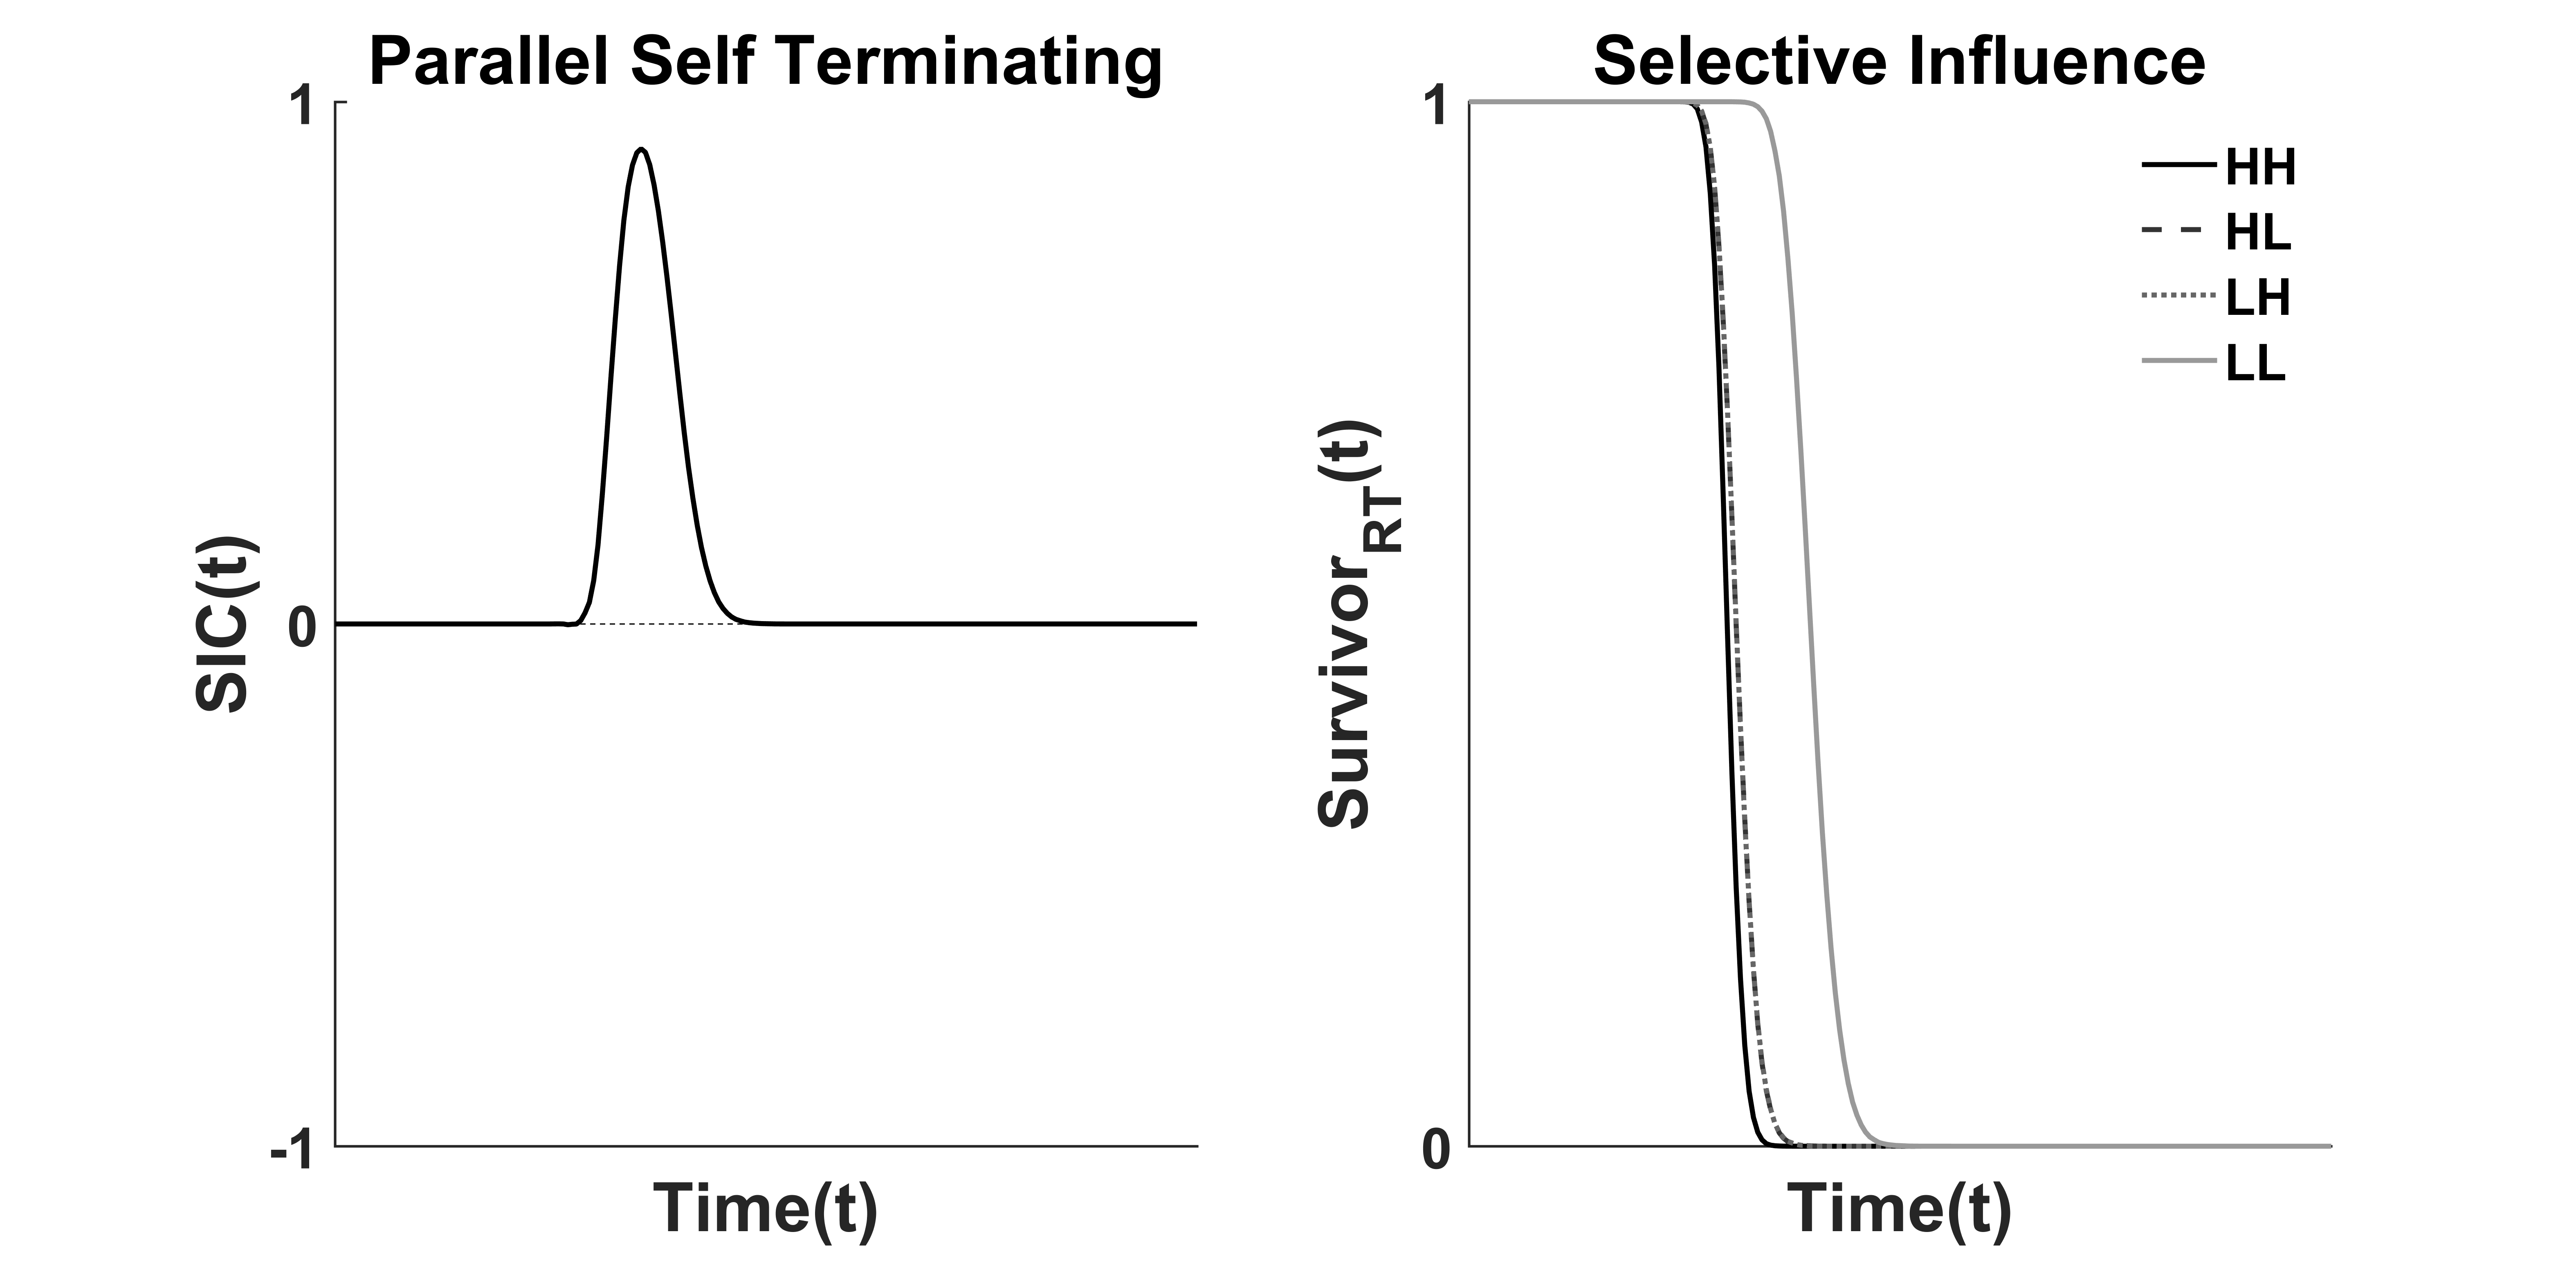 Parallel Self Terminating
1
0
-1
SIC(t)
Time(t)
Selective Influence
1
0
Survivor_RT(t)
HH
HL
LH
LL
Time(t)